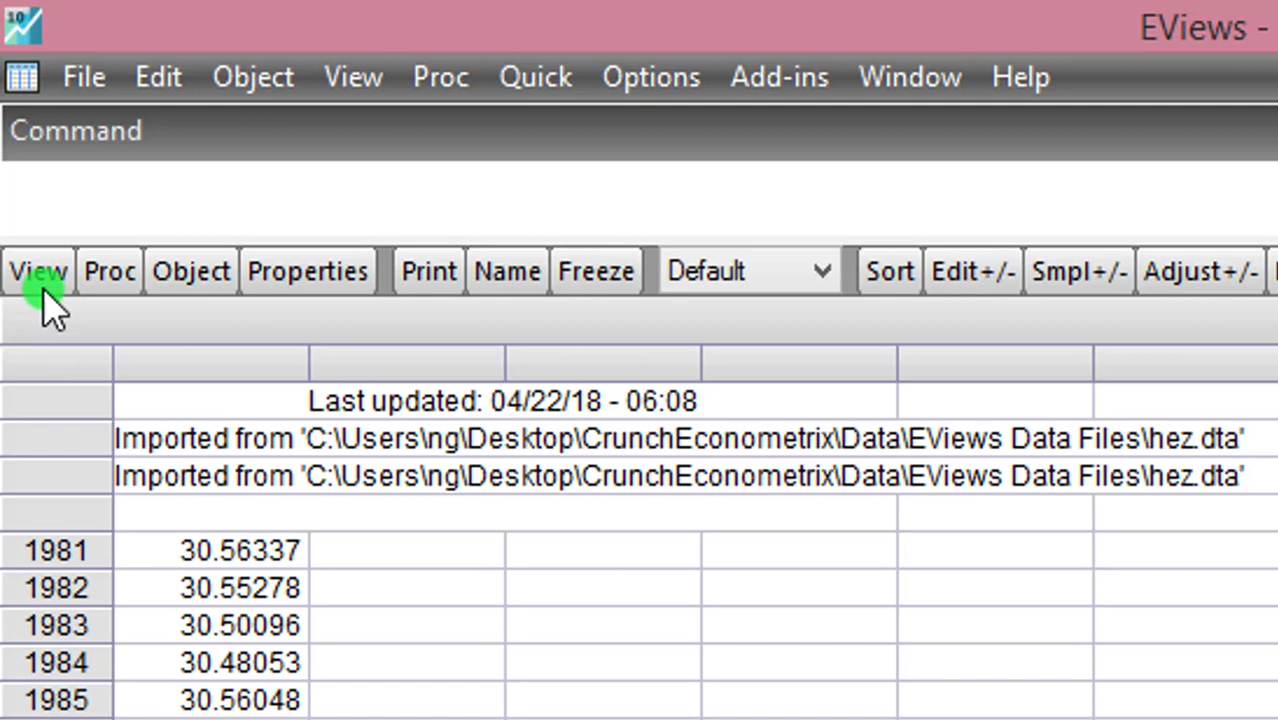 10
EViews -
File Edit Object View Proc Quick Options Add-ins Window Help
Command
View Proc Object Properties Print Name Freeze Default Sort Edit+/- Smpl+/- Adjust+/-
Last updated: 04/22/18 - 06:08
Imported from 'C:\Users\ng\Desktop\CrunchEconometrix\Data\EViews Data Files\hez.dta'
Imported from 'C:\Users\ng\Desktop\CrunchEconometrix\Data\EViews Data Files\hez.dta'
1981 30.56337
1982 30.55278
1983 30.50096
1984 30.48053
1985 30.56048